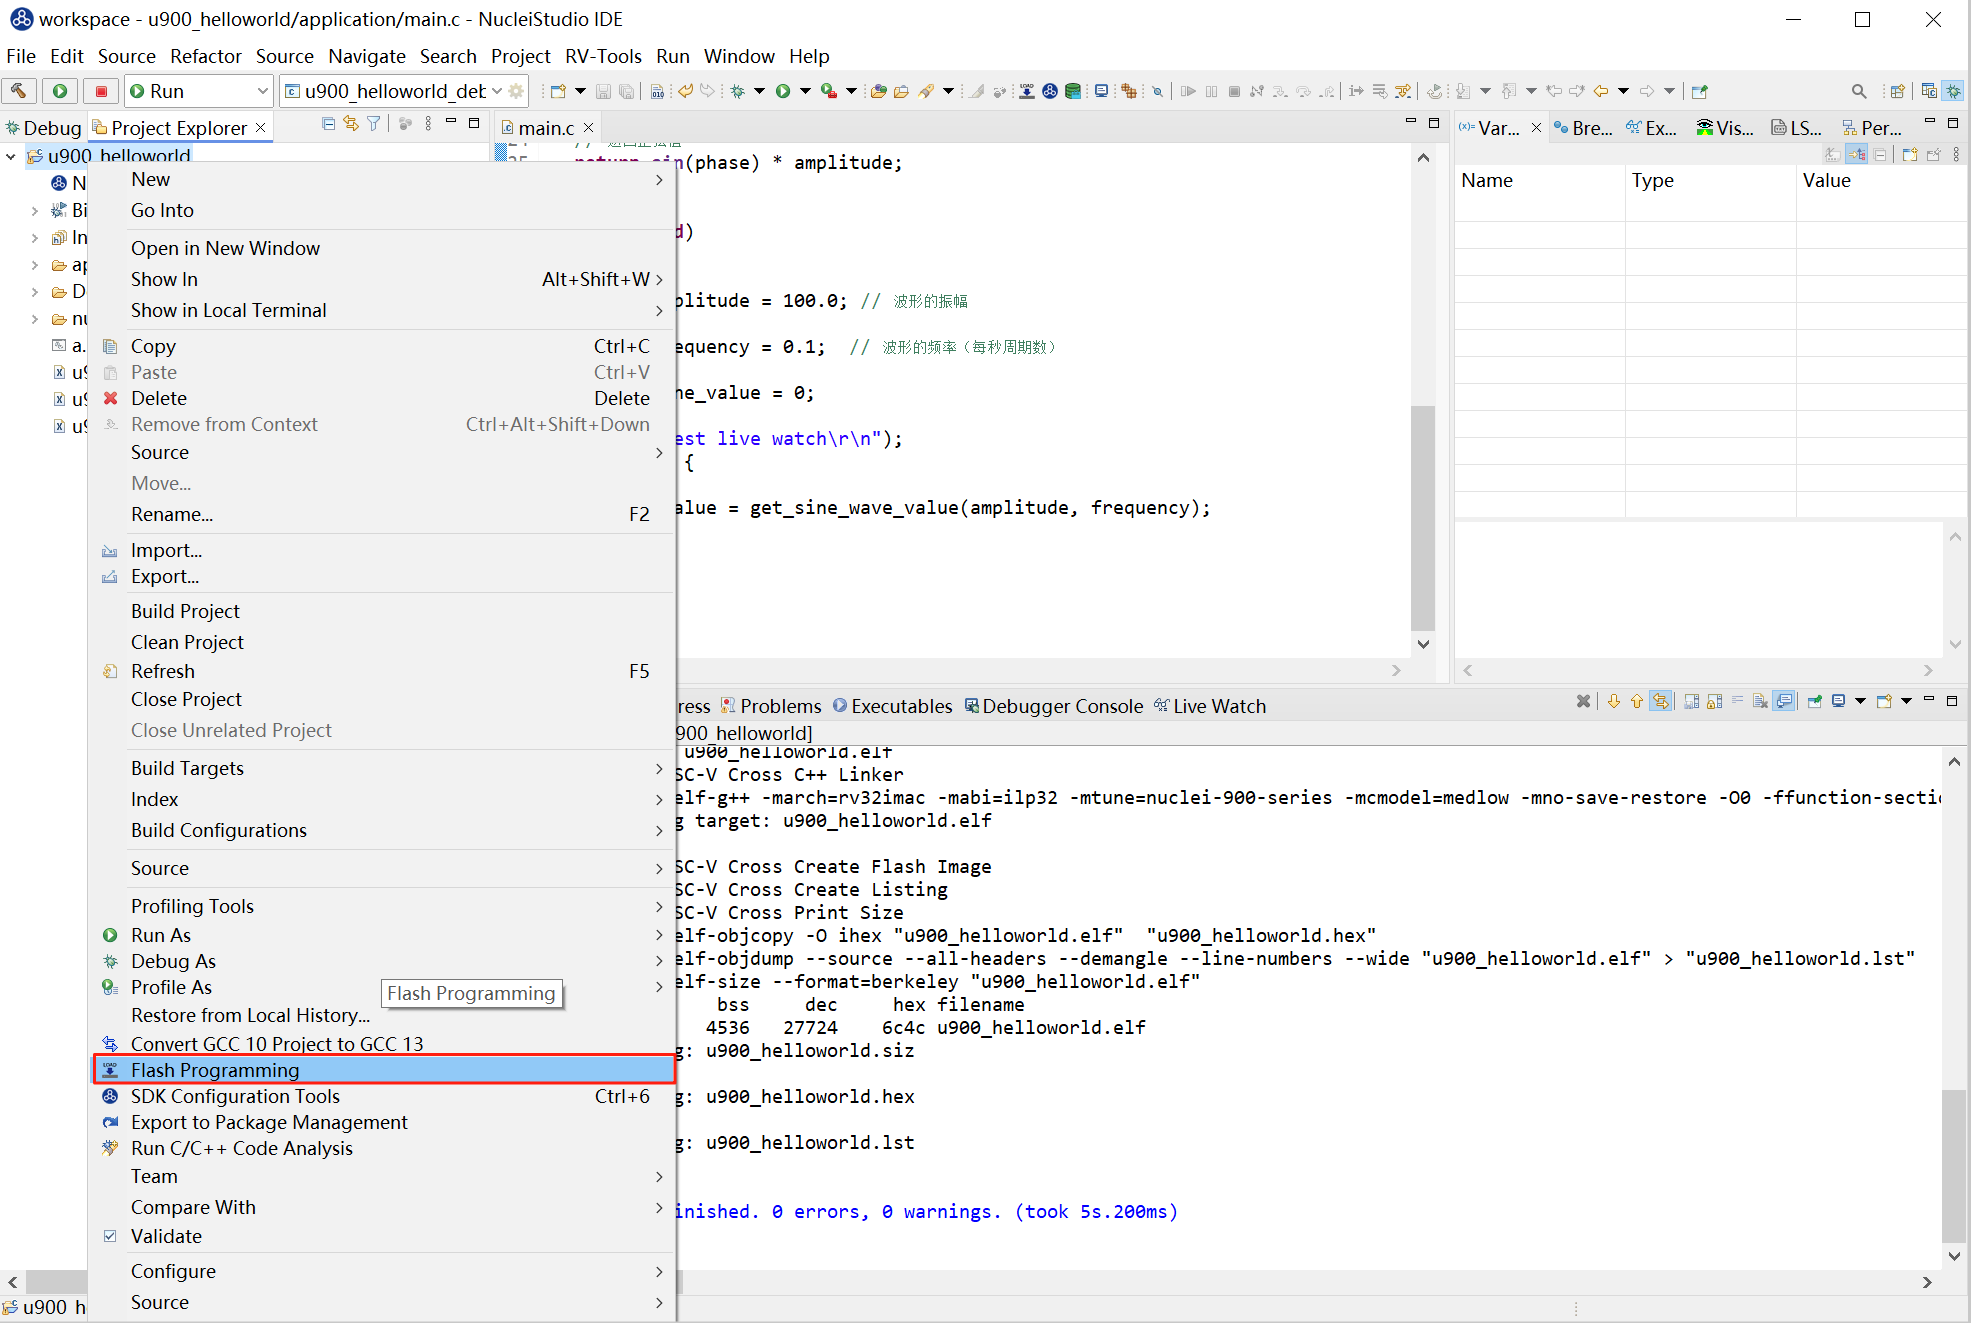 workspace - u900_helloworld/application/main.c - NucleiStudio IDE
File Edit Source Refactor Source Navigate Search Project RV-Tools Run Window Help
Run
u900_helloworld_deb
Debug
Project Explorer
main.c
Var...
Bre...
Ex...
Vis...
LS...
Per...
u900_helloworld
N
Bi
In
ap
D
nu
a.
u9
u9
u9
New
Go Into
Open in New Window
Show In Alt+Shift+W
Show in Local Terminal
Copy Ctrl+C
Paste Ctrl+V
Delete Delete
Remove from Context Ctrl+Alt+Shift+Down
Source
Move...
Rename... F2
Import...
Export...
Build Project
Clean Project
Refresh F5
Close Project
Close Unrelated Project
Build Targets
Index
Build Configurations
Source
Profiling Tools
Run As
Debug As
Profile As
Flash Programming
Restore from Local History...
Convert GCC 10 Project to GCC 13
Flash Programming
SDK Configuration Tools Ctrl+6
Export to Package Management
Run C/C++ Code Analysis
Team
Compare With
Validate
Configure
Source
return sin(phase) * amplitude;
d)
plitude = 100.0; // 波形的振幅
equency = 0.1; // 波形的频率（每秒周期数）
ne_value = 0;
est live watch\r\n");
{
alue = get_sine_wave_value(amplitude, frequency);
Name Type Value
ress
Problems
Executables
Debugger Console
Live Watch
900_helloworld]
u900_helloworld.elf
SC-V Cross C++ Linker
elf-g++ -march=rv32imac -mabi=ilp32 -mtune=nuclei-900-series -mcmodel=medlow -mno-save-restore -O0 -ffunction-sectio
g target: u900_helloworld.elf
SC-V Cross Create Flash Image
SC-V Cross Create Listing
SC-V Cross Print Size
elf-objcopy -O ihex "u900_helloworld.elf" "u900_helloworld.hex"
elf-objdump --source --all-headers --demangle --line-numbers --wide "u900_helloworld.elf" > "u900_helloworld.lst"
elf-size --format=berkeley "u900_helloworld.elf"
bss dec hex filename
4536 27724 6c4c u900_helloworld.elf
g: u900_helloworld.siz
g: u900_helloworld.hex
g: u900_helloworld.lst
inished. 0 errors, 0 warnings. (took 5s.200ms)
u900_h